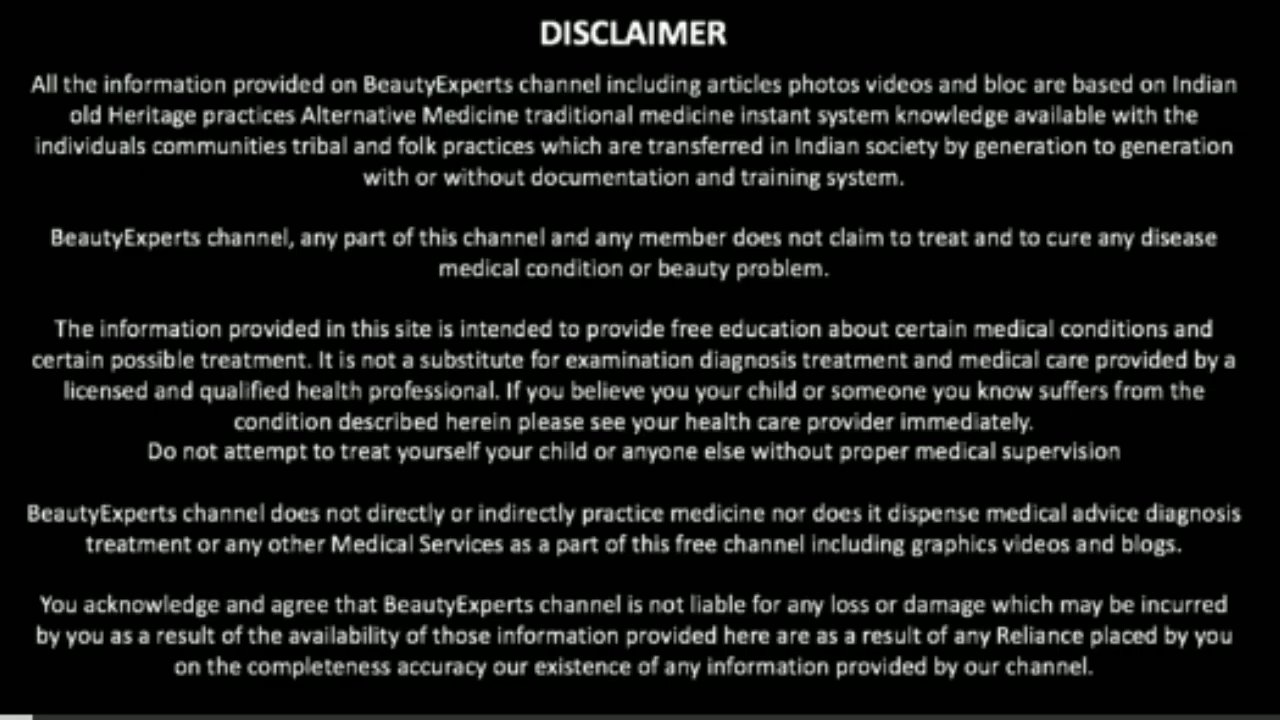 DISCLAIMER
All the information provided on BeautyExperts channel including articles photos videos and bloc are based on Indian
old Heritage practices Alternative Medicine traditional medicine instant system knowledge available with the
individuals communities tribal and folk practices which are transferred in Indian society by generation to generation
with or without documentation and training system.
BeautyExperts channel, any part of this channel and any member does not claim to treat and to cure any disease
medical condition or beauty problem.
The information provided in this site is intended to provide free education about certain medical conditions and
certain possible treatment. It is not a substitute for examination diagnosis treatment and medical care provided by a
licensed and qualified health professional. If you believe you your child or someone you know suffers from the
condition described herein please see your health care provider immediately.
Do not attempt to treat yourself your child or anyone else without proper medical supervision
BeautyExperts channel does not directly or indirectly practice medicine nor does it dispense medical advice diagnosis
treatment or any other Medical Services as a part of this free channel including graphics videos and blogs.
You acknowledge and agree that BeautyExperts channel is not liable for any loss or damage which may be incurred
by you as a result of the availability of those information provided here are as a result of any Reliance placed by you
on the completeness accuracy our existence of any information provided by our channel.